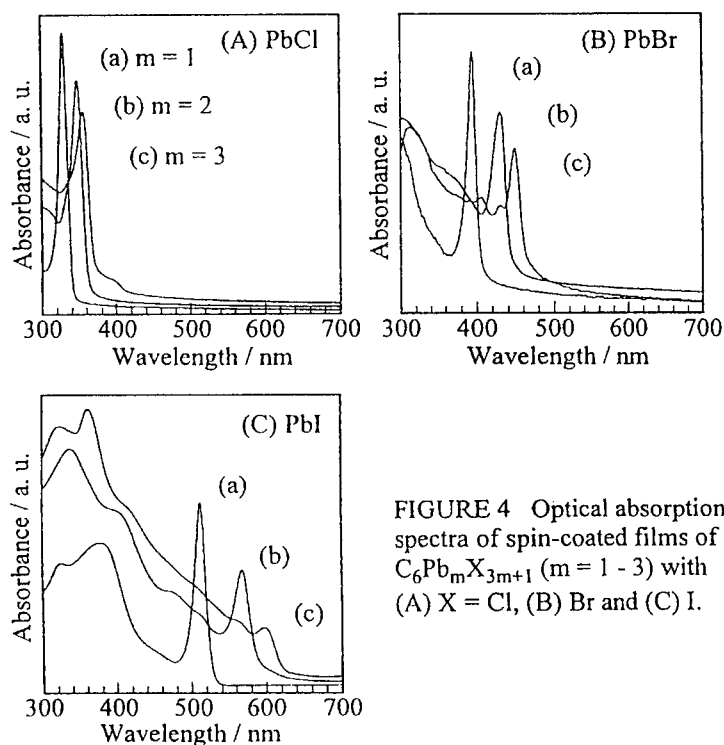 (A) PbCl
(a) m = 1
(b) m = 2
(c) m = 3
Absorbance / a. u.
300 400 500 600 700
Wavelength / nm
(B) PbBr
(a)
(b)
(c)
Absorbance / a. u.
300 400 500 600 700
Wavelength / nm
(C) PbI
(a)
(b)
(c)
Absorbance / a. u.
300 400 500 600 700
Wavelength / nm
FIGURE 4 Optical absorption
spectra of spin-coated films of
C₆PbₘX₃ₘ₊₁ (m = 1 - 3) with
(A) X = Cl, (B) Br and (C) I.